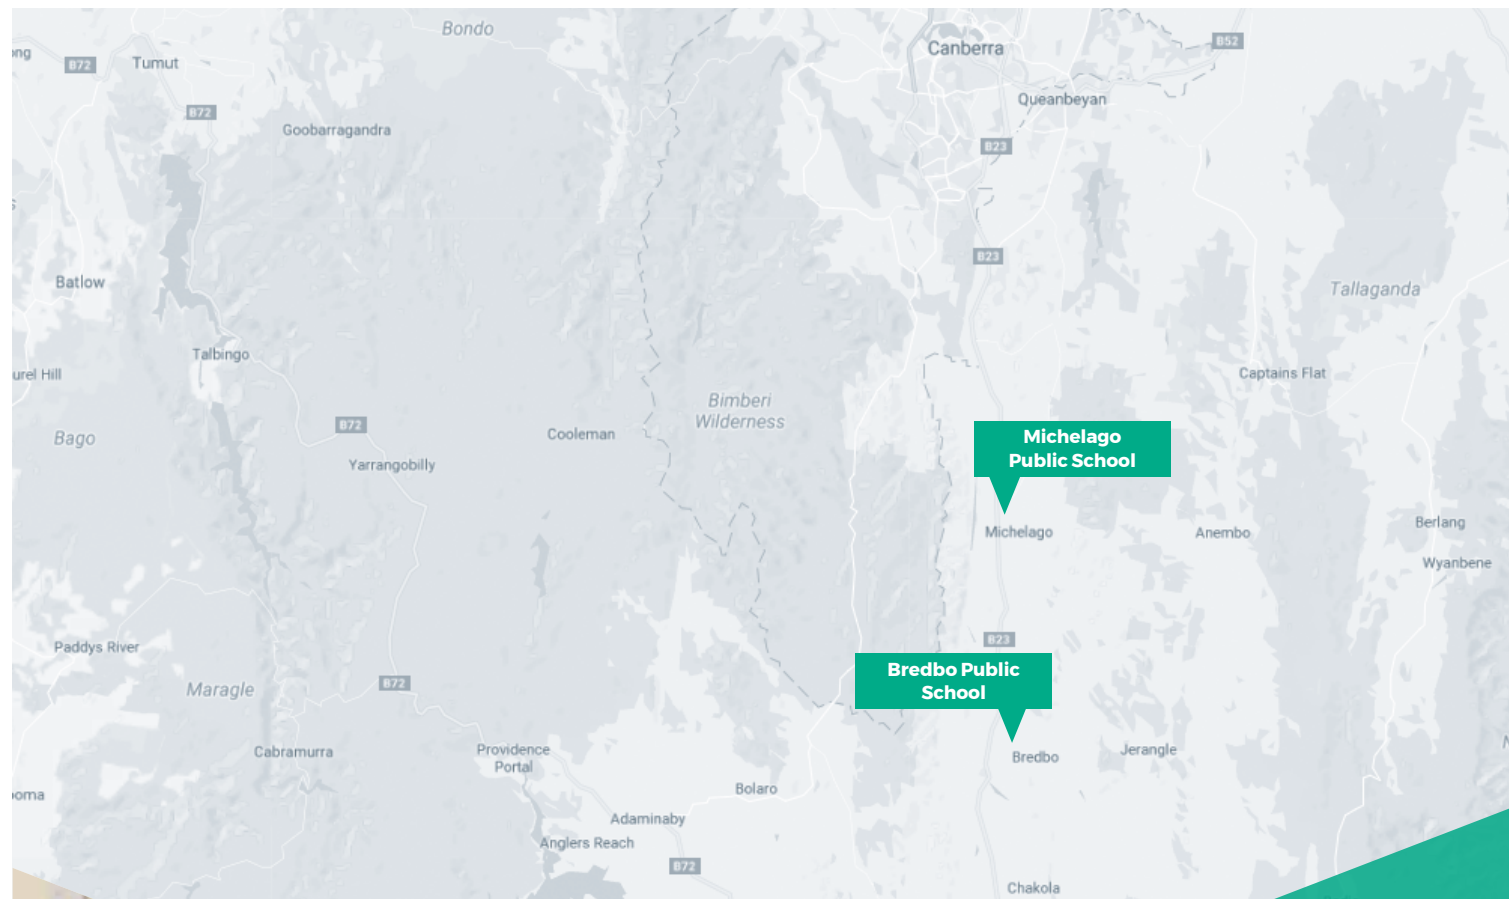 Bondo
B52
Canberra
ong
B72
Tumut
Queanbeyan
B72
Goobarragandra
B23
B23
Batlow
Tallaganda
Talbingo
urel Hill
Captains Flat
Bimberi
Wilderness
B72
Bago
Cooleman
Michelago
Public School
Yarrangobilly
Michelago
Anembo
Berlang
Wyanbene
Paddys River
B23
Bredbo Public
School
Maragle
B72
Cabramurra
Providence
Portal
Bredbo
Jerangle
oma
Bolaro
Adaminaby
Anglers Reach
B72
Chakola